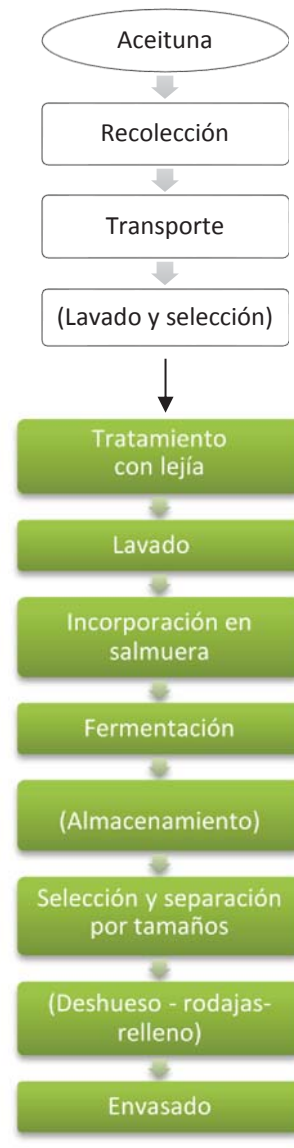 Aceituna
Recolección
Transporte
(Lavado y selección)
Tratamiento
con lejía
Lavado
Incorporación en
salmuera
Fermentación
(Almacenamiento)
Selección y separación
por tamaños
(Deshueso - rodajas-
relleno)
Envasado